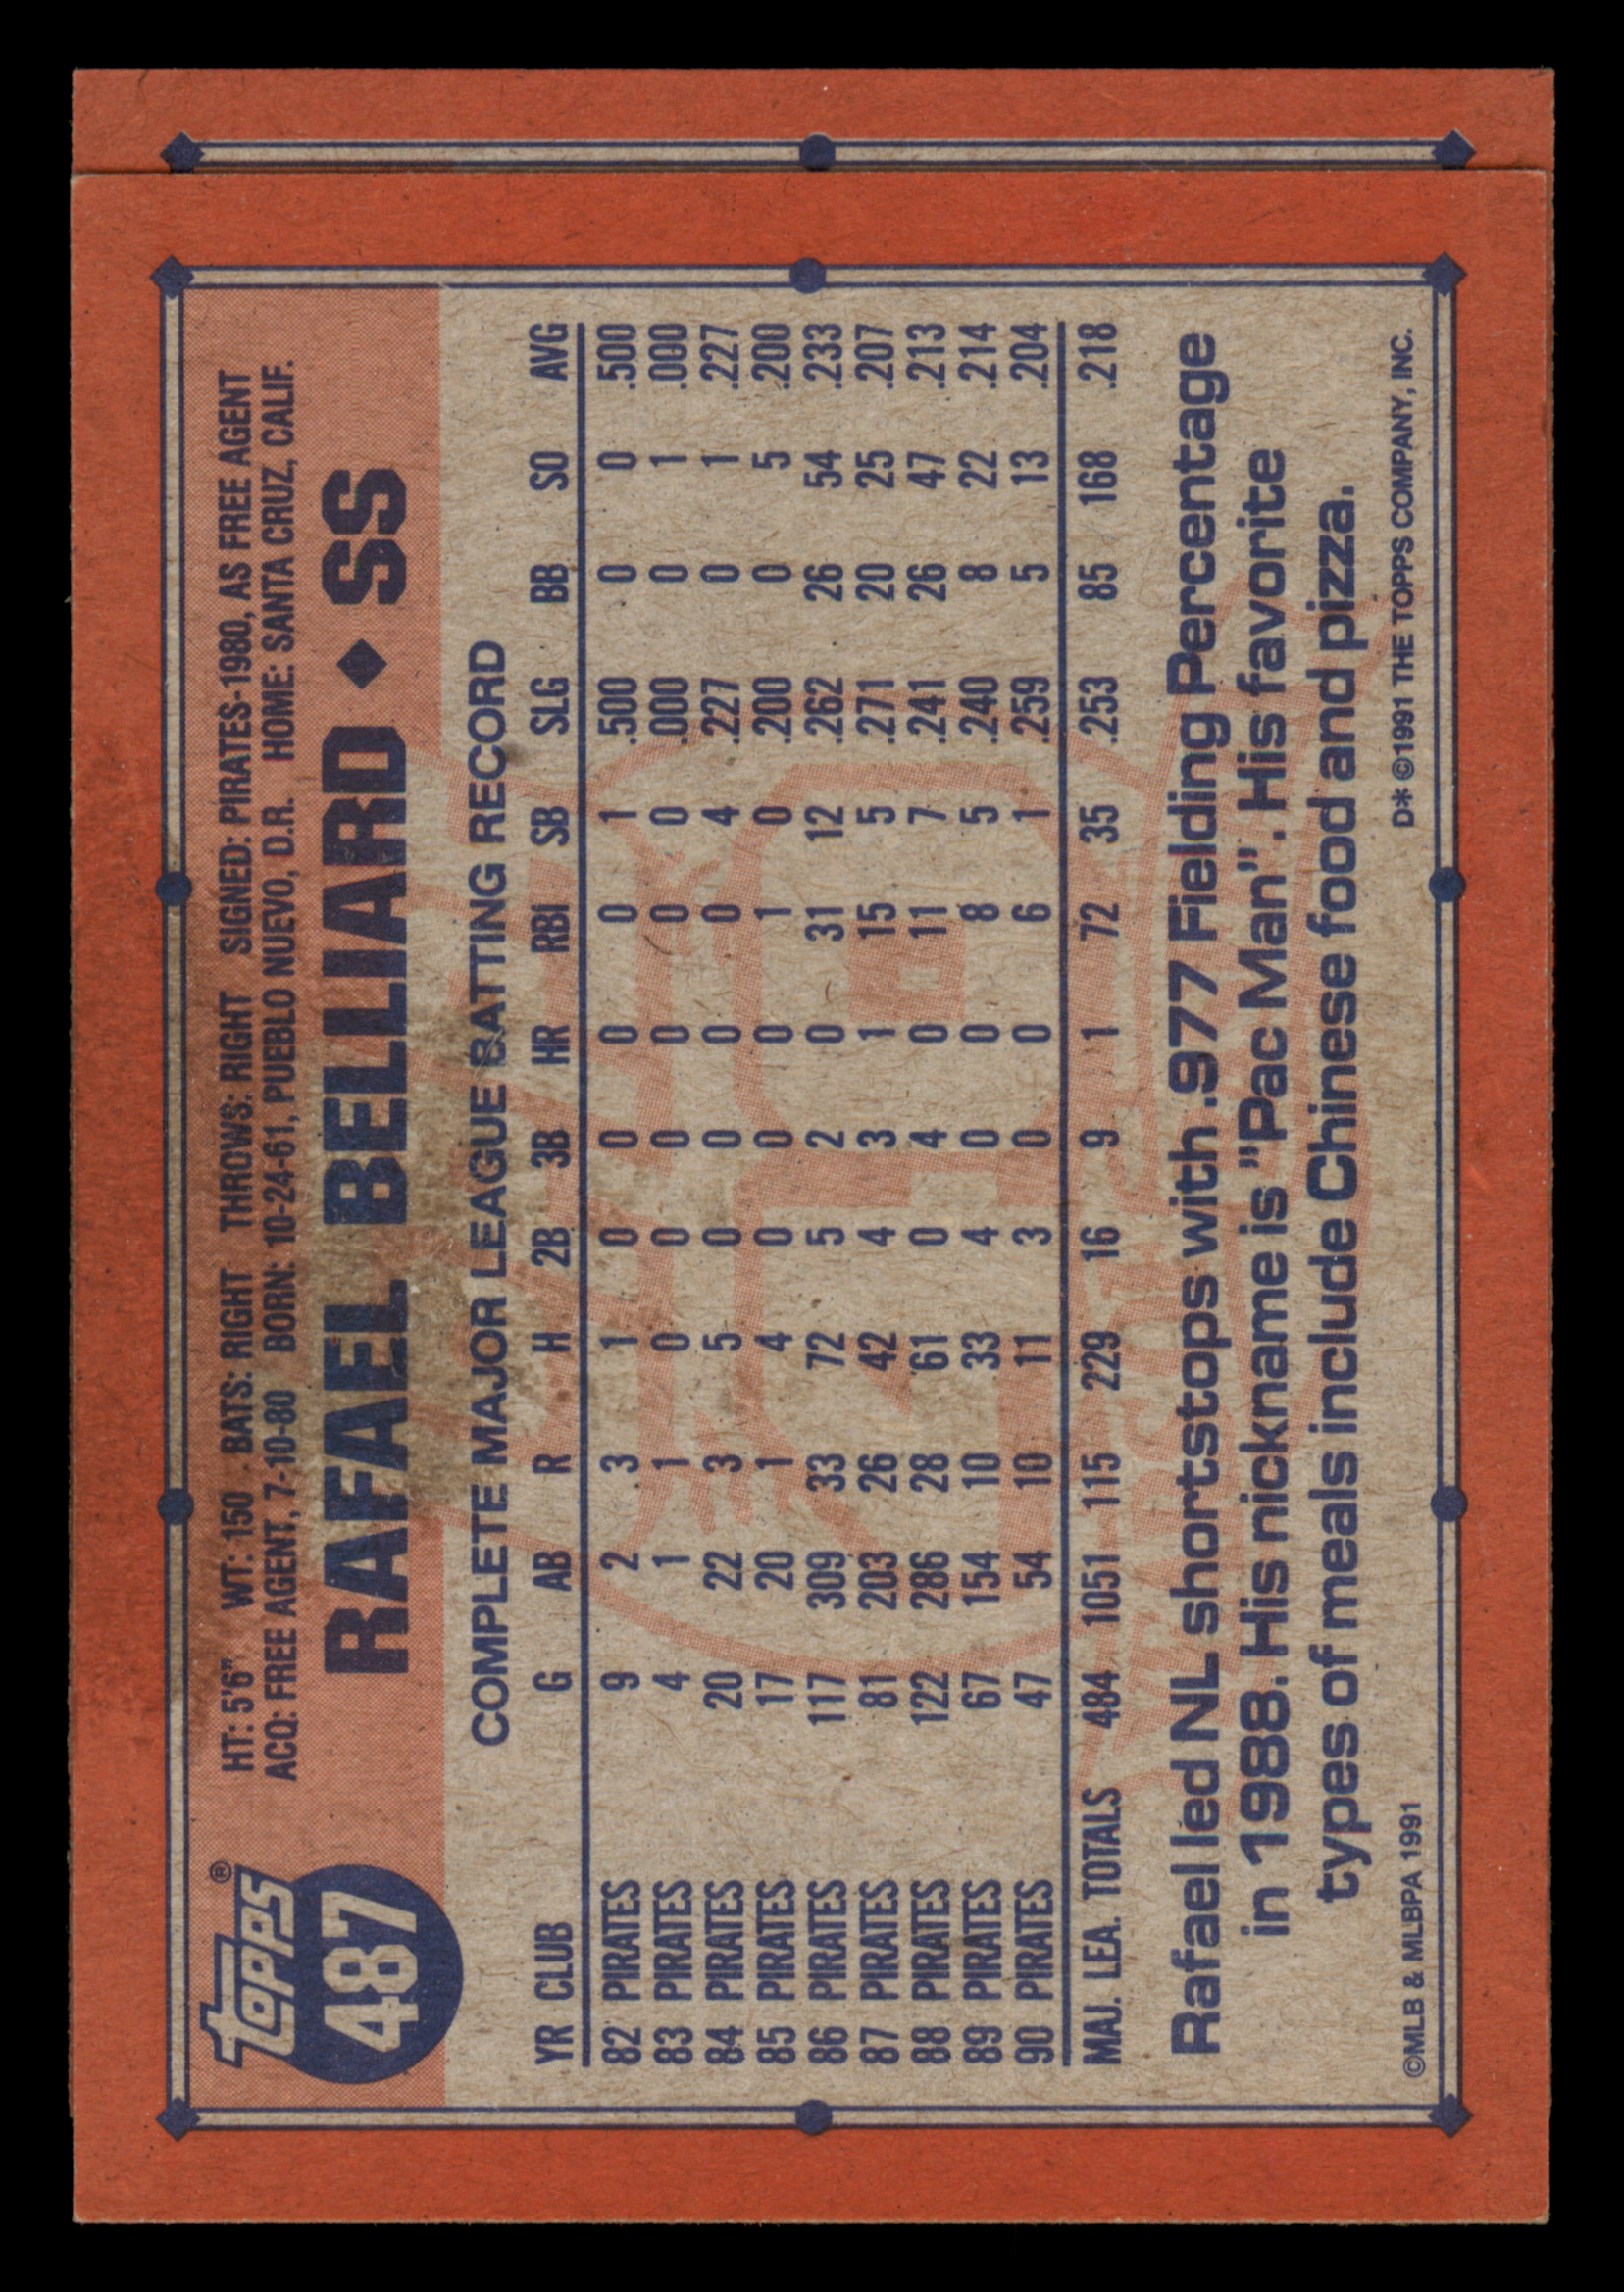 Topps®
487
HT: 5'6" WT: 150 BATS: RIGHT THROWS: RIGHT SIGNED: PIRATES-1980, AS FREE AGENT
ACQ: FREE AGENT, 7-10-80 BORN: 10-24-61, PUEBLO NUEVO, D.R. HOME: SANTA CRUZ, CALIF.
RAFAEL BELLIARD ◆ SS
COMPLETE MAJOR LEAGUE BATTING RECORD
YR CLUB G AB R H 2B 3B HR RBI SB SLG BB SO AVG
82 PIRATES 9 2 3 1 0 0 0 0 1 .500 0 0 .500
83 PIRATES 4 1 1 0 0 0 0 0 0 .000 0 1 .000
84 PIRATES 20 22 3 5 0 0 0 0 4 .227 0 1 .227
85 PIRATES 17 20 1 4 0 0 0 1 0 .200 0 5 .200
86 PIRATES 117 309 33 72 5 2 0 31 12 .262 26 54 .233
87 PIRATES 81 203 26 42 4 3 1 15 5 .271 20 25 .207
88 PIRATES 122 286 28 61 0 4 0 11 7 .241 26 47 .213
89 PIRATES 67 154 10 33 4 0 0 8 5 .240 8 22 .214
90 PIRATES 47 54 10 11 3 0 0 6 1 .259 5 13 .204
MAJ. LEA. TOTALS 484 1051 115 229 16 9 1 72 35 .253 85 168 .218
Rafael led NL shortstops with .977 Fielding Percentage
in 1988. His nickname is "Pac Man". His favorite
types of meals include Chinese food and pizza.
©MLB & MLBPA 1991 D* ©1991 THE TOPPS COMPANY, INC.